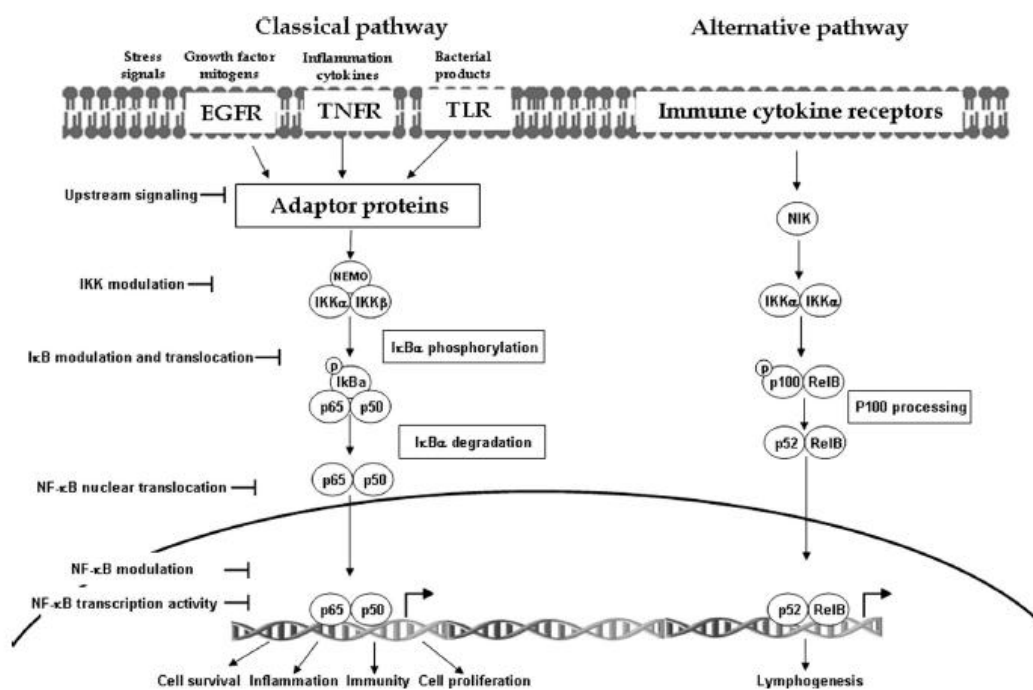 Classical pathway
Alternative pathway
Stress
signals
Growth factor
mitogens
Inflammation
cytokines
Bacterial
products
EGFR
TNFR
TLR
Immune cytokine receptors
Upstream signaling
Adaptor proteins
NIK
IKK modulation
NEMO
IKKα
IKKβ
IKKα
IKKα
IκBα phosphorylation
IκB modulation and translocation
p
IkBa
p65
p50
p
p100
RelB
P100 processing
IκBα degradation
p52
RelB
NF-κB nuclear translocation
p65
p50
NF-κB modulation
NF-κB transcription activity
p65
p50
p52
RelB
Cell survival
Inflammation
Immunity
Cell proliferation
Lymphogenesis